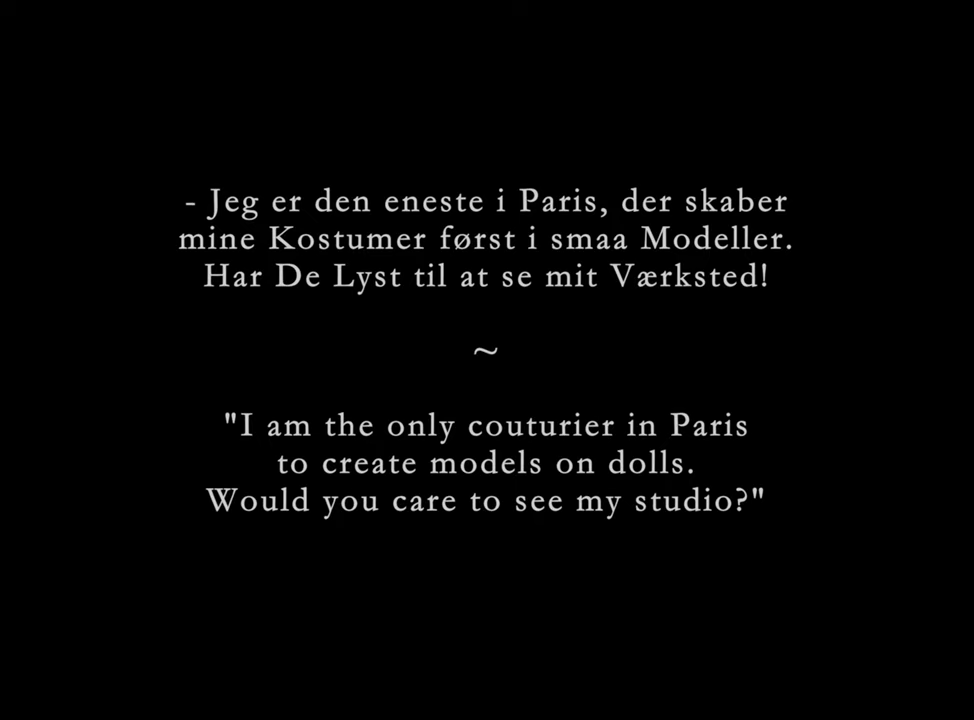 - Jeg er den eneste i Paris, der skaber
mine Kostumer først i smaa Modeller.
Har De Lyst til at se mit Værksted!
~
"I am the only couturier in Paris
to create models on dolls.
Would you care to see my studio?"